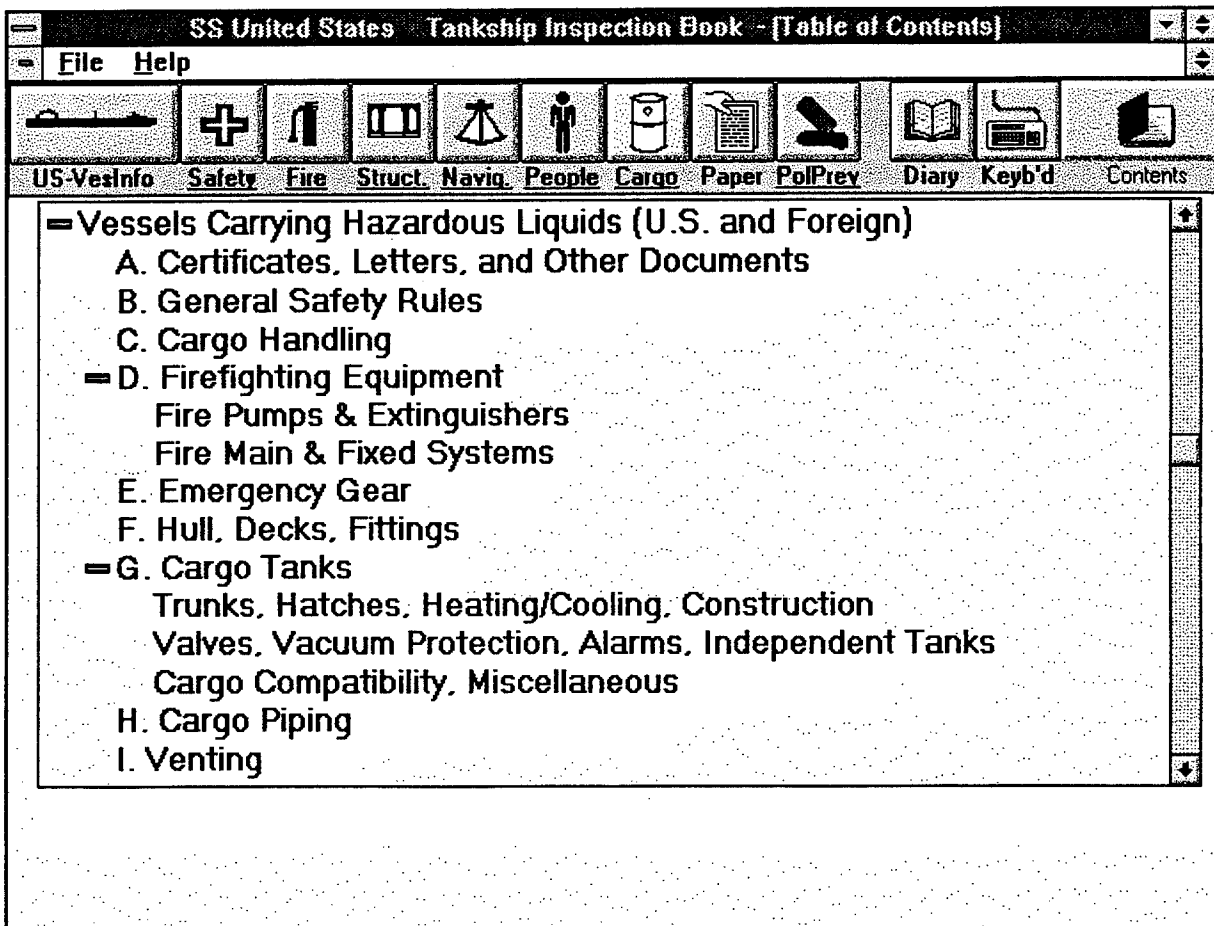 SS United States - Tankship Inspection Book - [Table of Contents]
File Help
US-VesInfo Safety Fire Struct. Navig. People Cargo Paper PolPrev Diary Keyb'd Contents
Vessels Carrying Hazardous Liquids (U.S. and Foreign)
A. Certificates, Letters, and Other Documents
B. General Safety Rules
C. Cargo Handling
D. Firefighting Equipment
Fire Pumps & Extinguishers
Fire Main & Fixed Systems
E. Emergency Gear
F. Hull, Decks, Fittings
G. Cargo Tanks
Trunks, Hatches, Heating/Cooling, Construction
Valves, Vacuum Protection, Alarms, Independent Tanks
Cargo Compatibility, Miscellaneous
H. Cargo Piping
I. Venting